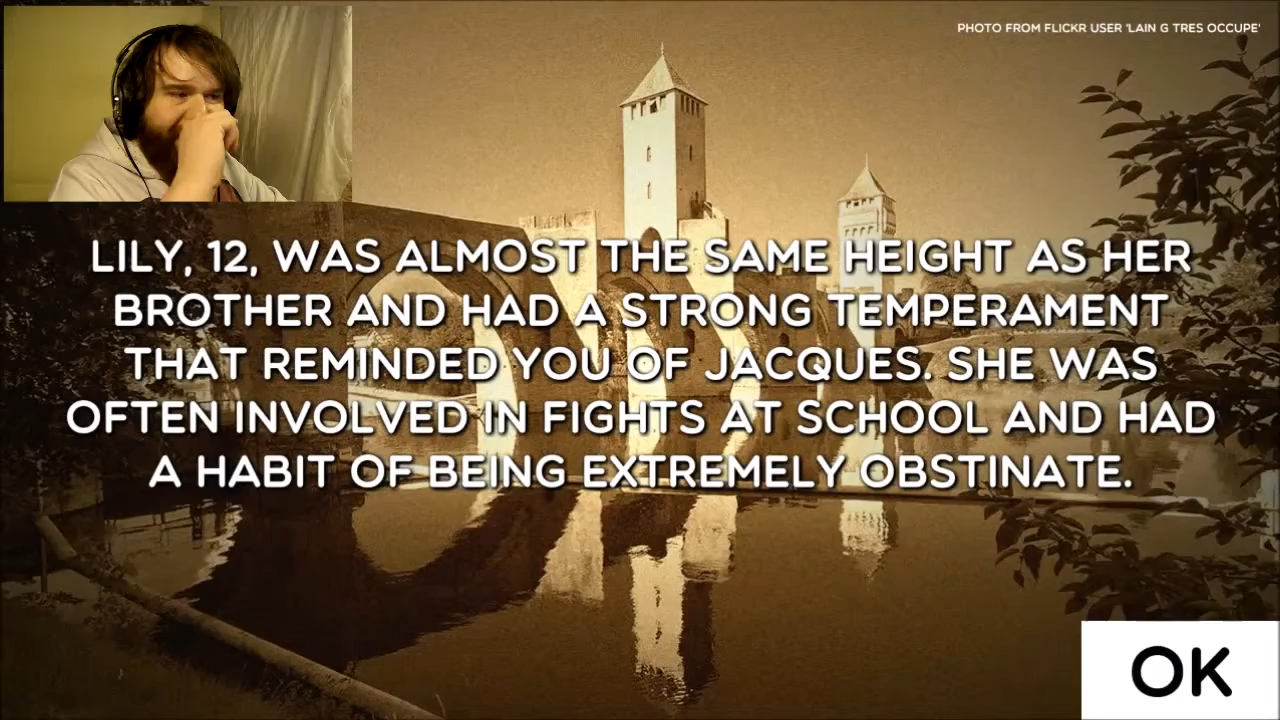 PHOTO FROM FLICKR USER 'LAIN G TRES OCCUPE'
LILY, 12, WAS ALMOST THE SAME HEIGHT AS HER
BROTHER AND HAD A STRONG TEMPERAMENT
THAT REMINDED YOU OF JACQUES. SHE WAS
OFTEN INVOLVED IN FIGHTS AT SCHOOL AND HAD
A HABIT OF BEING EXTREMELY OBSTINATE.
OK